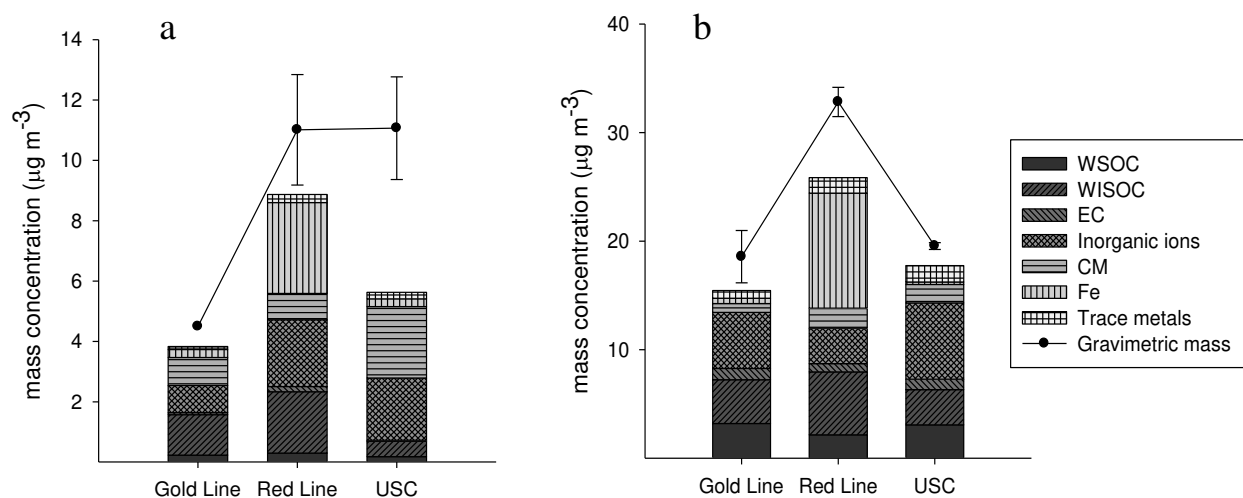 a
14
12
10
8
6
4
2
mass concentration (µg m-3)
Gold Line Red Line USC
b
40
30
20
10
mass concentration (µg m-3)
Gold Line Red Line USC
WSOC
WISOC
EC
Inorganic ions
CM
Fe
Trace metals
Gravimetric mass